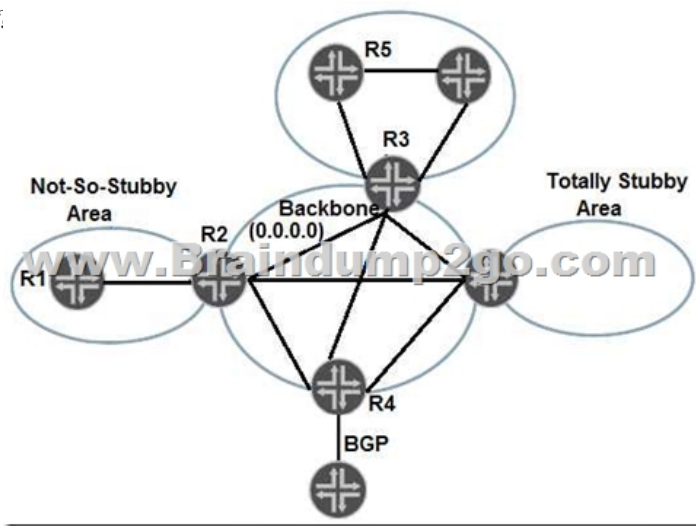 R5
R3
Not-So-Stubby
Area
Totally Stubby
Area
Backbone
(0.0.0.0)
R2
www.Braindump2go.com
R1
R4
BGP